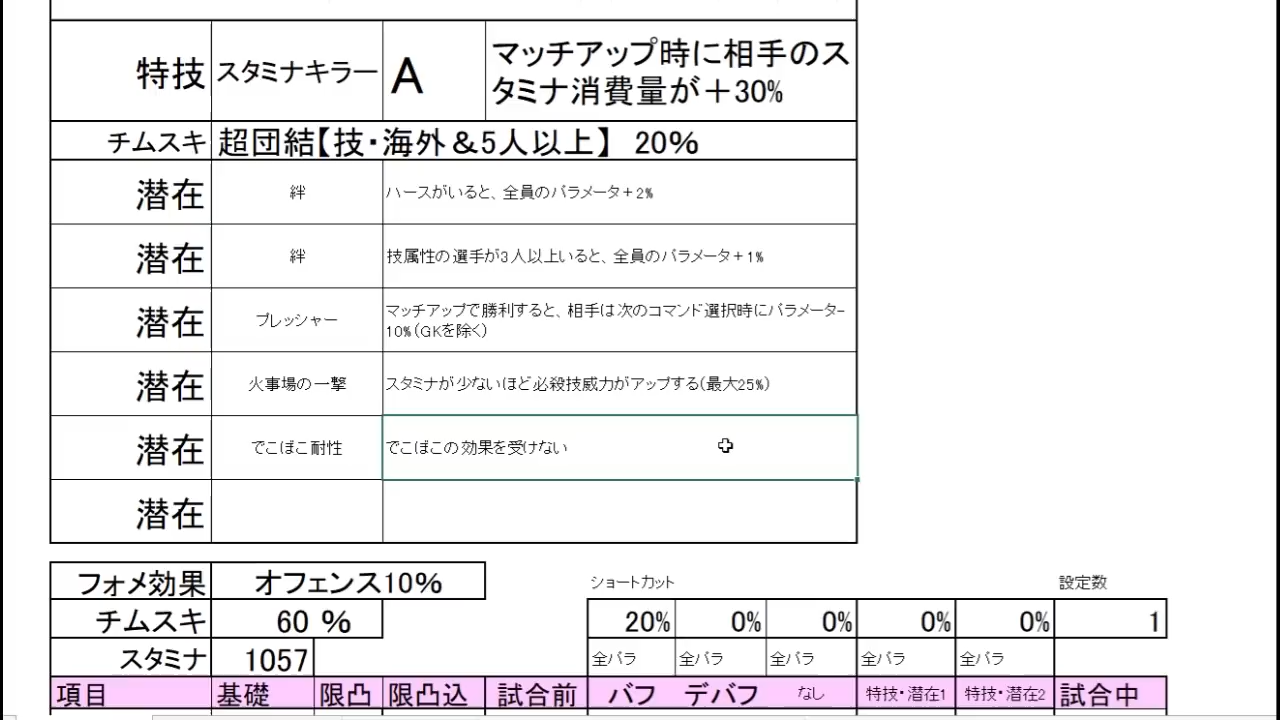 特技 スタミナキラー A マッチアップ時に相手のス
タミナ消費量が＋30%
チムスキ 超団結【技・海外＆5人以上】 20%
潜在 絆 ハースがいると、全員のパラメータ＋2%
潜在 絆 技属性の選手が3人以上いると、全員のパラメータ＋1%
潜在 プレッシャー マッチアップで勝利すると、相手は次のコマンド選択時にパラメーター-
10%（GKを除く）
潜在 火事場の一撃 スタミナが少ないほど必殺技威力がアップする（最大25%）
潜在 でこぼこ耐性 でこぼこの効果を受けない
潜在
フォメ効果 オフェンス10% ショートカット 設定数
チムスキ 60 % 20% 0% 0% 0% 0% 1
スタミナ 1057 全パラ 全パラ 全パラ 全パラ 全パラ
項目 基礎 限凸 限凸込 試合前 バフ デバフ なし 特技・潜在1 特技・潜在2 試合中